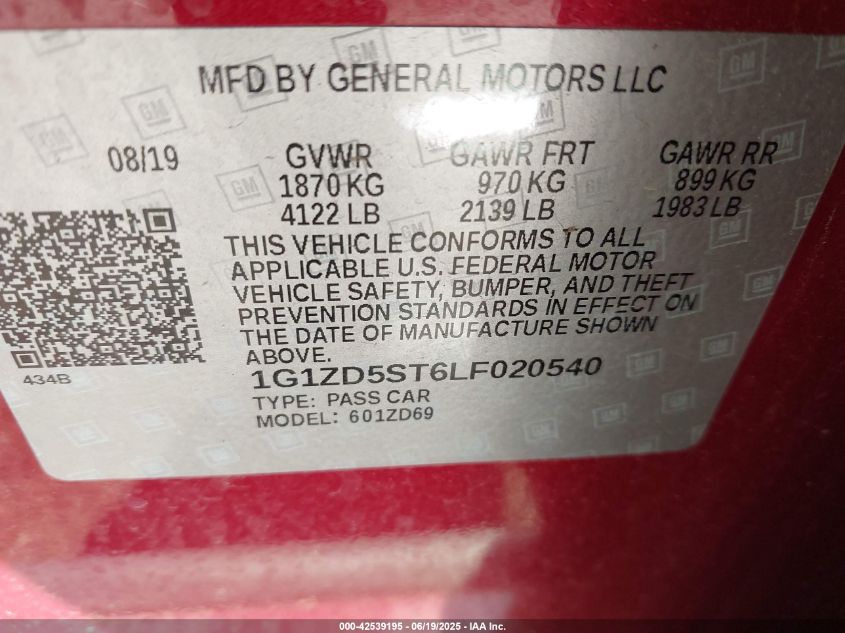 MFD BY GENERAL MOTORS LLC
08/19 GVWR GAWR FRT GAWR RR
1870 KG 970 KG 899 KG
4122 LB 2139 LB 1983 LB
THIS VEHICLE CONFORMS TO ALL
APPLICABLE U.S. FEDERAL MOTOR
VEHICLE SAFETY, BUMPER, AND THEFT
PREVENTION STANDARDS IN EFFECT ON
THE DATE OF MANUFACTURE SHOWN
ABOVE.
434B
1G1ZD5ST6LF020540
TYPE: PASS CAR
MODEL: 601ZD69
000-42539195 - 06/19/2025 - IAA Inc.